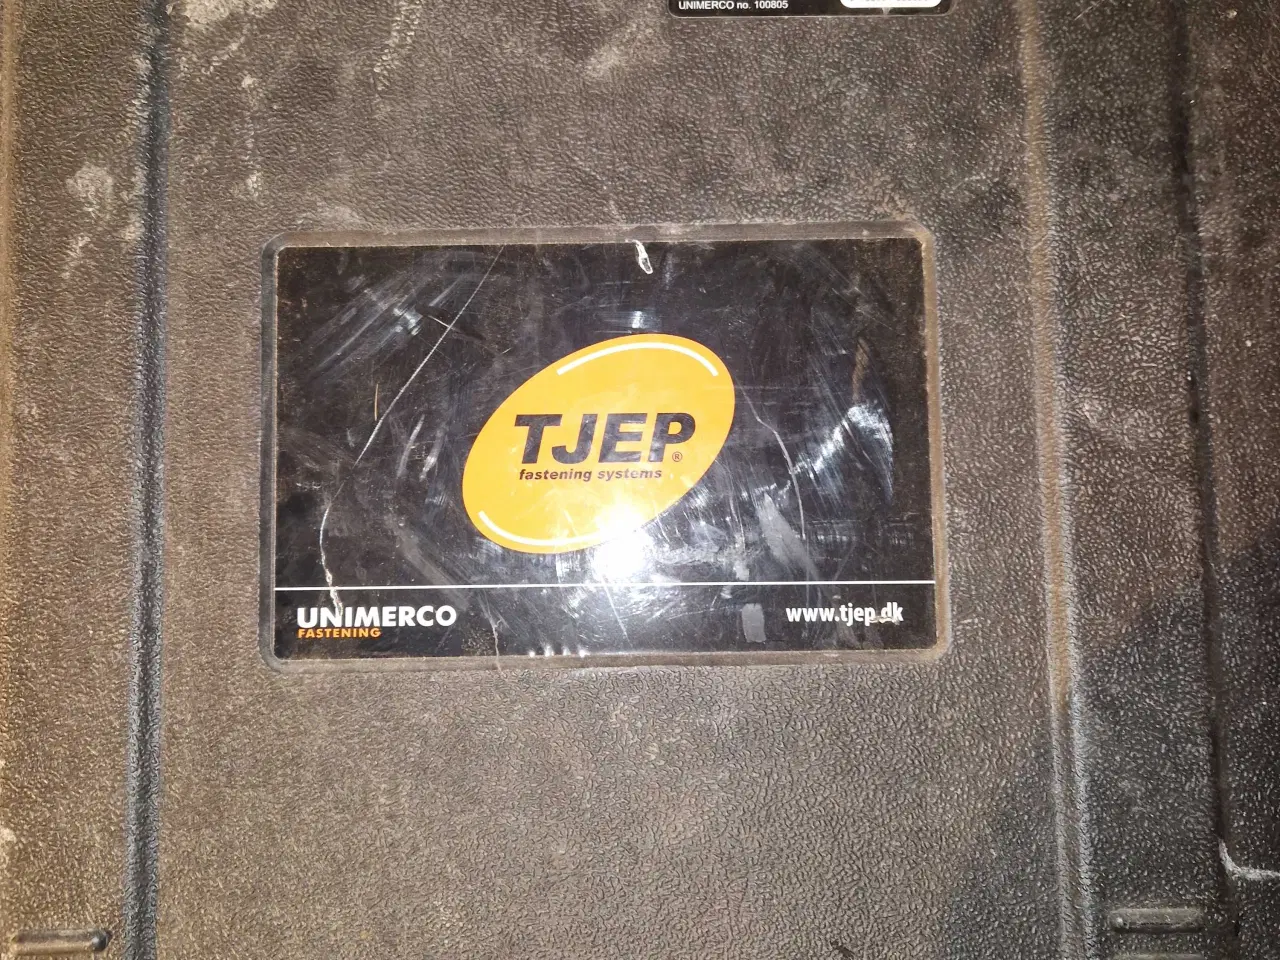 UNIMERCO no. 100805
TJEP®
fastening systems
UNIMERCO
FASTENING
www.tjep.dk